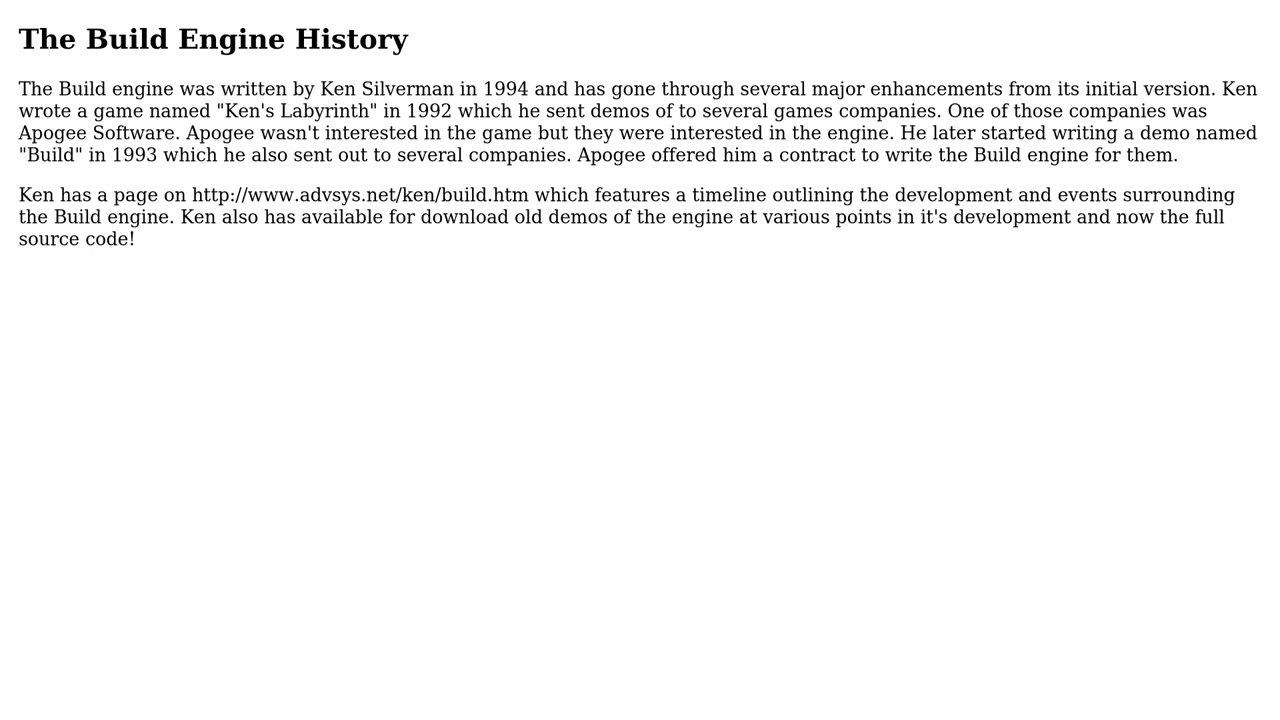 The Build Engine History
The Build engine was written by Ken Silverman in 1994 and has gone through several major enhancements from its initial version. Ken
wrote a game named "Ken's Labyrinth" in 1992 which he sent demos of to several games companies. One of those companies was
Apogee Software. Apogee wasn't interested in the game but they were interested in the engine. He later started writing a demo named
"Build" in 1993 which he also sent out to several companies. Apogee offered him a contract to write the Build engine for them.
Ken has a page on http://www.advsys.net/ken/build.htm which features a timeline outlining the development and events surrounding
the Build engine. Ken also has available for download old demos of the engine at various points in it's development and now the full
source code!